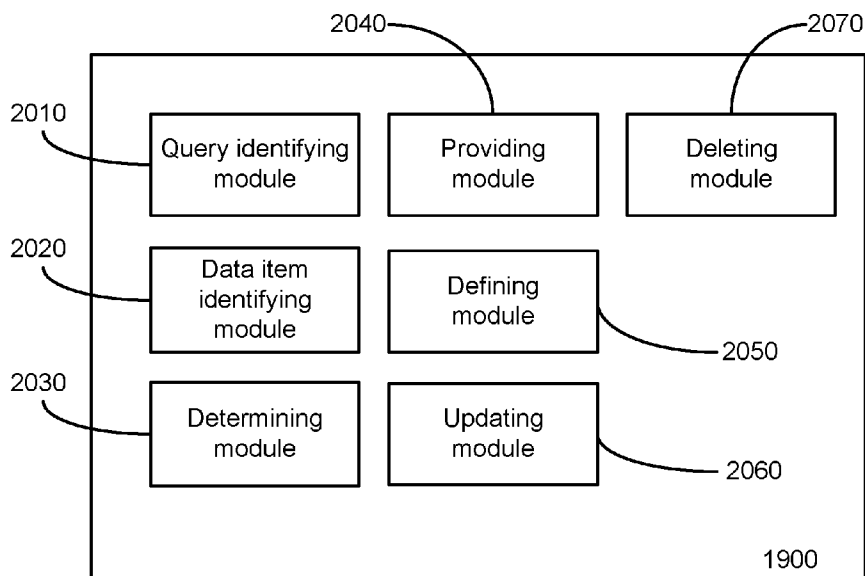 2040
2070
2010
Query identifying
module
Providing
module
Deleting
module
2020
Data item
identifying
module
Defining
module
2050
2030
Determining
module
Updating
module
2060
1900